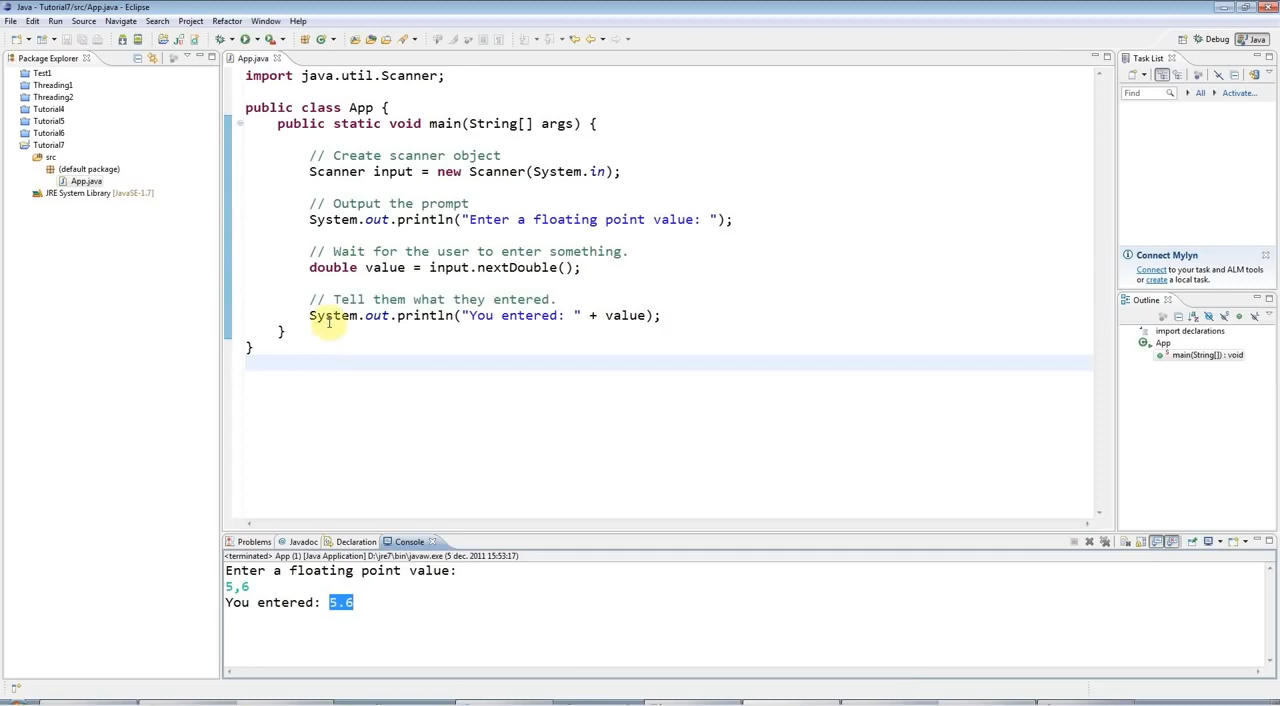 Java - Tutorial7/src/App.java - Eclipse
File Edit Run Source Navigate Search Project Refactor Window Help
Debug Java
Package Explorer
Test1
Threading1
Threading2
Tutorial4
Tutorial5
Tutorial6
Tutorial7
src
(default package)
App.java
JRE System Library [JavaSE-1.7]
App.java
import java.util.Scanner;
public class App {
public static void main(String[] args) {
// Create scanner object
Scanner input = new Scanner(System.in);
// Output the prompt
System.out.println("Enter a floating point value: ");
// Wait for the user to enter something.
double value = input.nextDouble();
// Tell them what they entered.
System.out.println("You entered: " + value);
}
}
Task List
Find All Activate...
Connect Mylyn
Connect to your task and ALM tools
or create a local task.
Outline
import declarations
App
main(String[]) : void
Problems Javadoc Declaration Console
<terminated> App (1) [Java Application] D:\jre7\bin\javaw.exe (5 dec. 2011 15:53:17)
Enter a floating point value:
5,6
You entered: 5.6